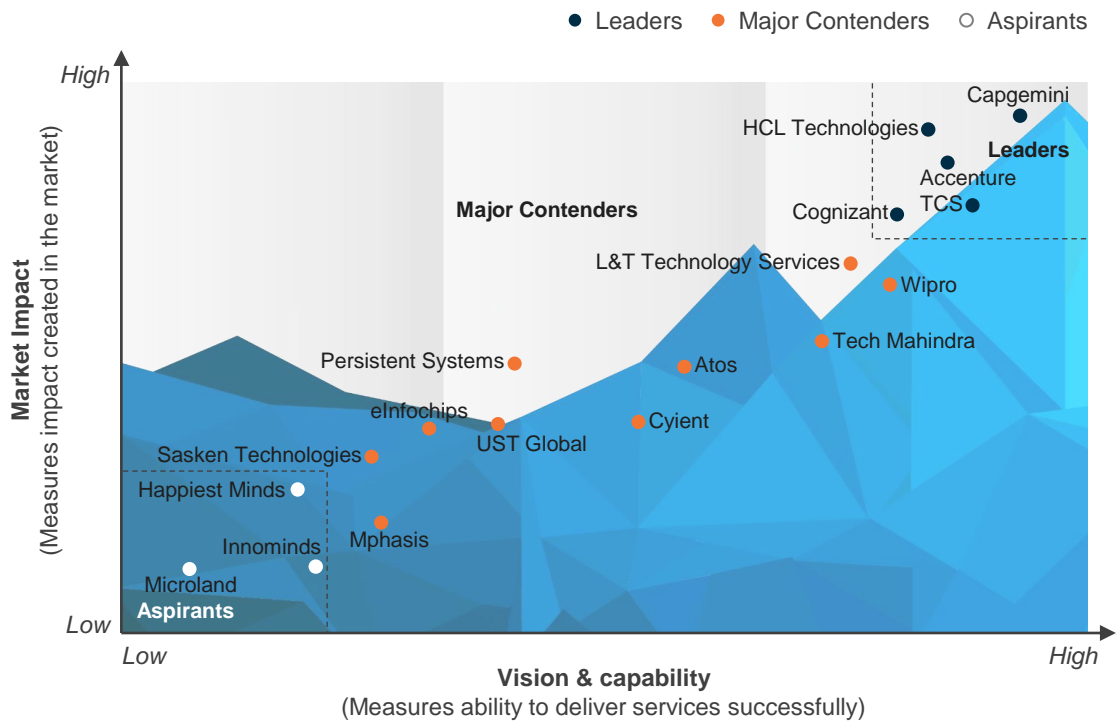 Leaders
Major Contenders
Aspirants
High
Capgemini
HCL Technologies
Leaders
Accenture
Major Contenders
Cognizant
TCS
L&T Technology Services
Wipro
Persistent Systems
Tech Mahindra
Atos
eInfochips
UST Global
Cyient
Sasken Technologies
Happiest Minds
Mphasis
Innominds
Microland
Aspirants
Market Impact
(Measures impact created in the market)
Low
Low
High
Vision & capability
(Measures ability to deliver services successfully)